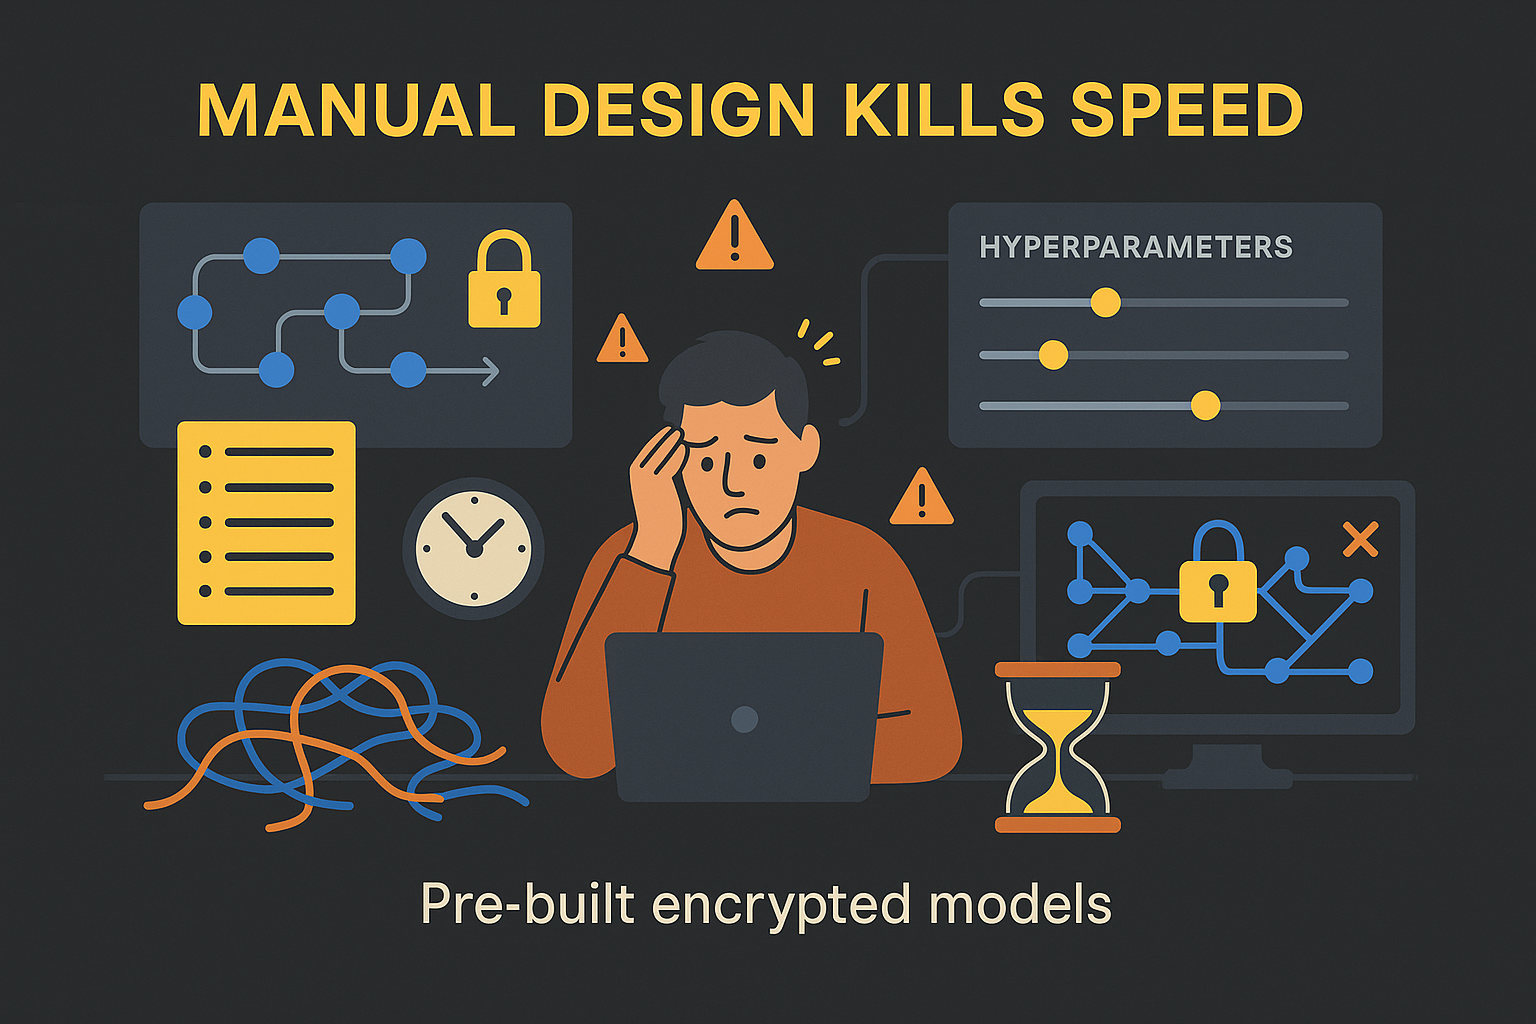 MANUAL DESIGN KILLS SPEED
HYPERPARAMETERS
Pre-built encrypted models